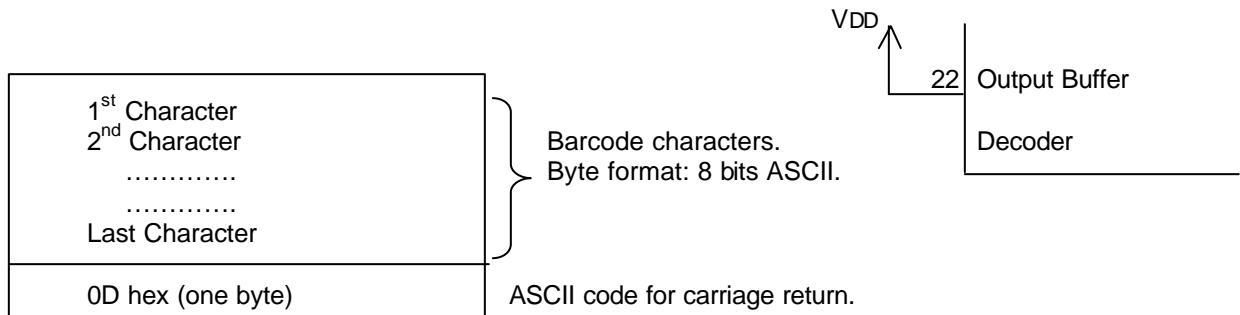 VDD
22 Output Buffer
Decoder
1st Character
2nd Character
………….
………….
Last Character
Barcode characters.
Byte format: 8 bits ASCII.
0D hex (one byte)
ASCII code for carriage return.